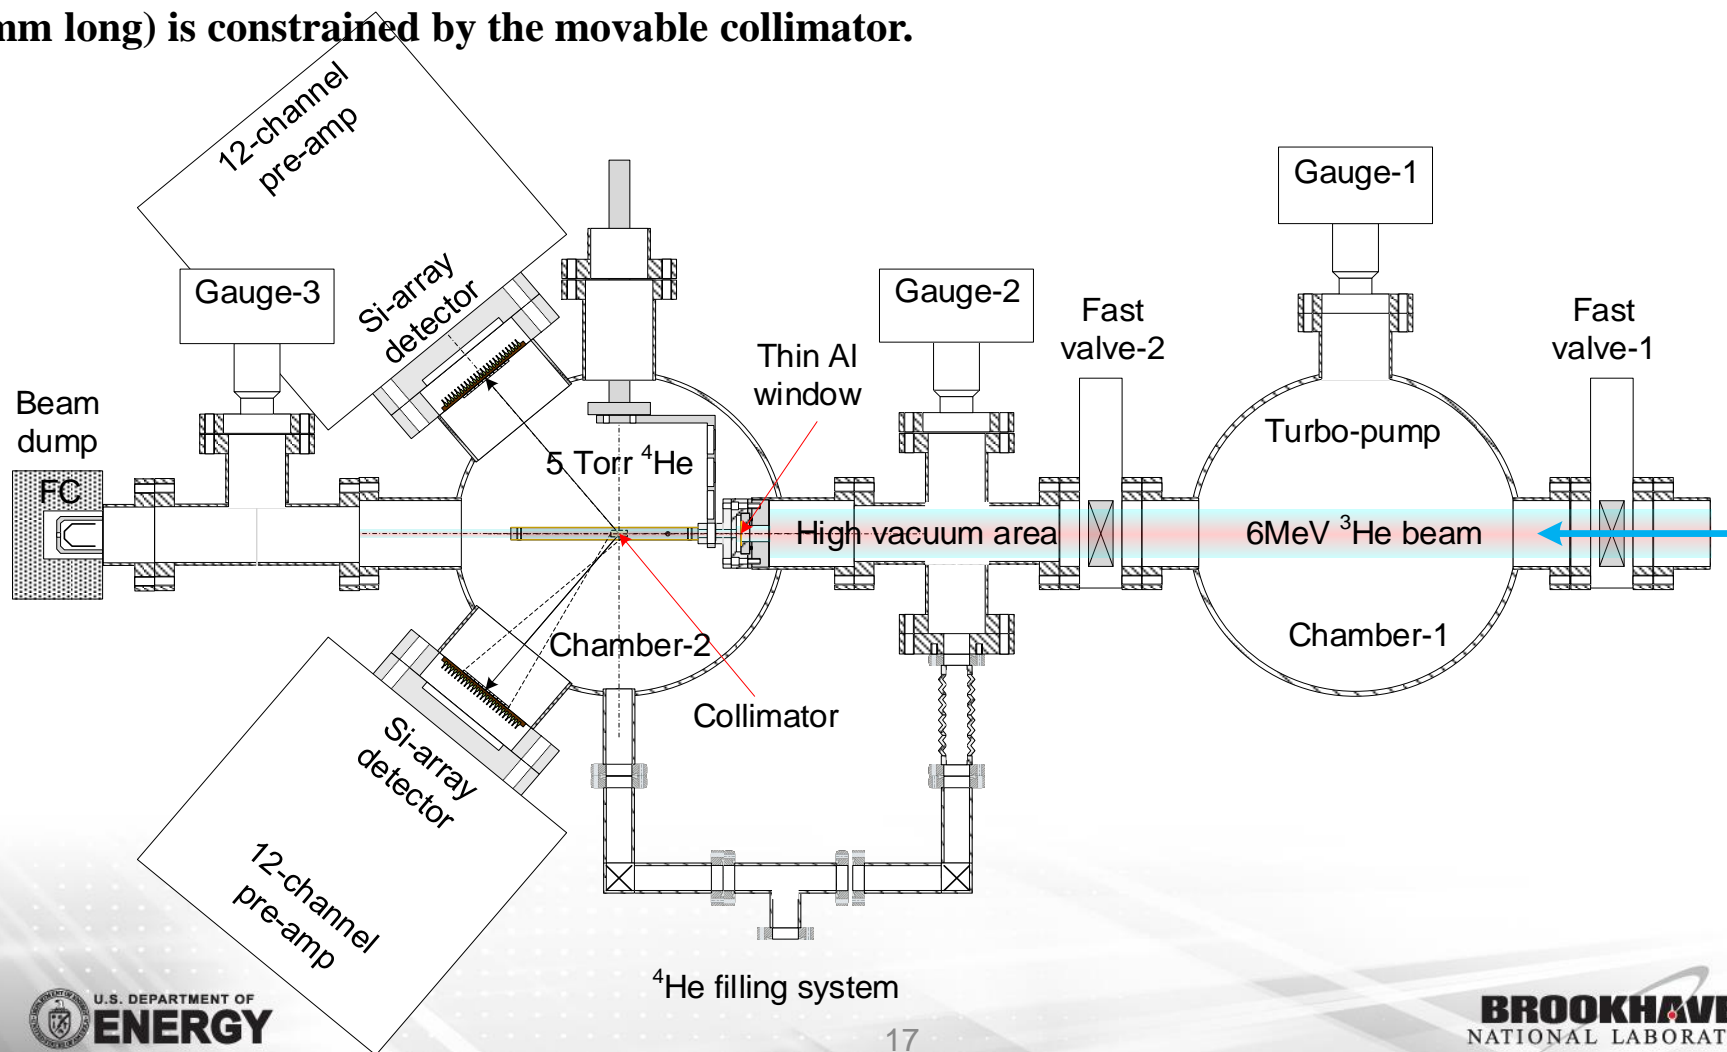 mm long) is constrained by the movable collimator.
12-channel
pre-amp
Gauge-1
Gauge-3
Si-array
detector
Gauge-2
Fast
valve-2
Fast
valve-1
Thin Al
window
Beam
dump
FC
Turbo-pump
5 Torr ⁴He
High vacuum area
6MeV ³He beam
Chamber-2
Chamber-1
Collimator
Si-array
detector
12-channel
pre-amp
⁴He filling system
U.S. DEPARTMENT OF
ENERGY
17
BROOKHAVE
NATIONAL LABORAT